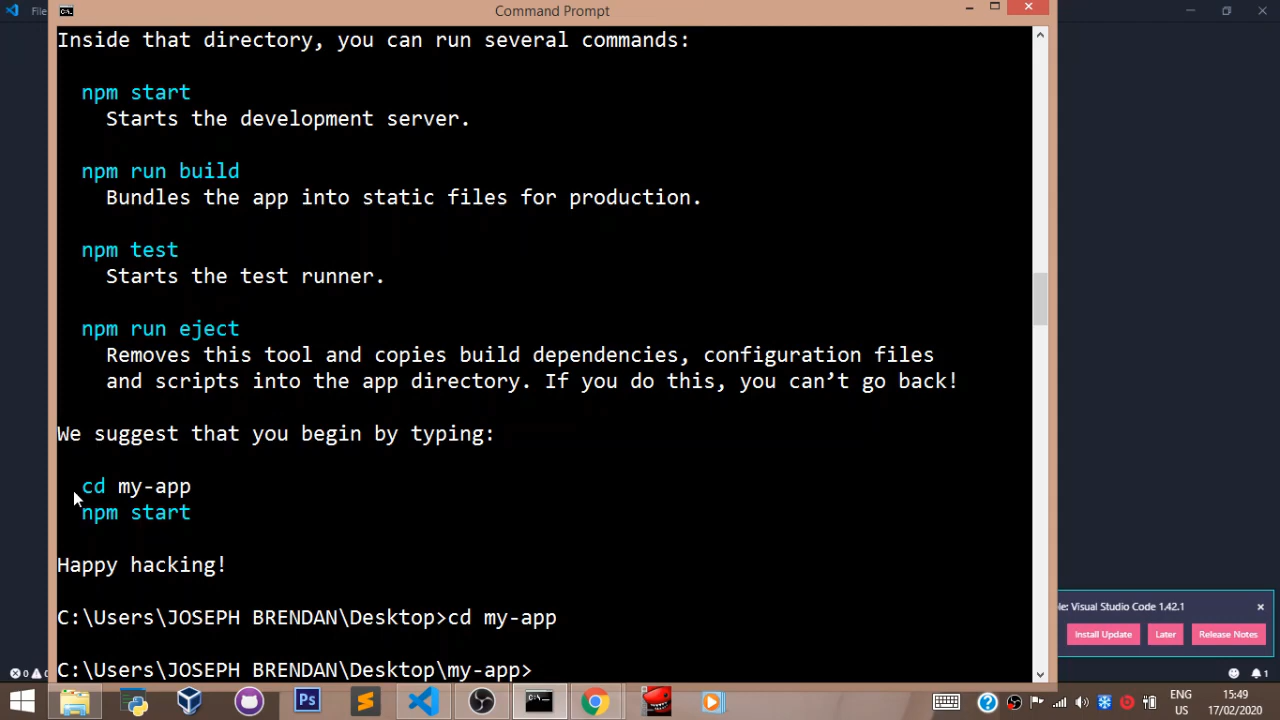 File
Command Prompt
Inside that directory, you can run several commands:
npm start
Starts the development server.
npm run build
Bundles the app into static files for production.
npm test
Starts the test runner.
npm run eject
Removes this tool and copies build dependencies, configuration files
and scripts into the app directory. If you do this, you can’t go back!
We suggest that you begin by typing:
cd my-app
npm start
Happy hacking!
C:\Users\JOSEPH BRENDAN\Desktop>cd my-app
C:\Users\JOSEPH BRENDAN\Desktop\my-app>
le: Visual Studio Code 1.42.1
Install Update Later Release Notes
0
1
Ps
C:\
ENG 15:49
US 17/02/2020